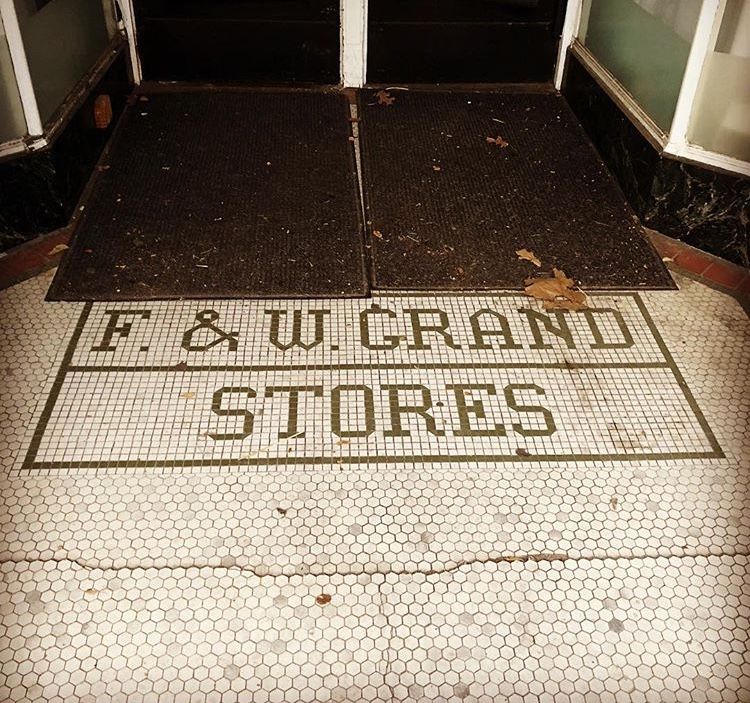 F. & W. GRAND
STORES